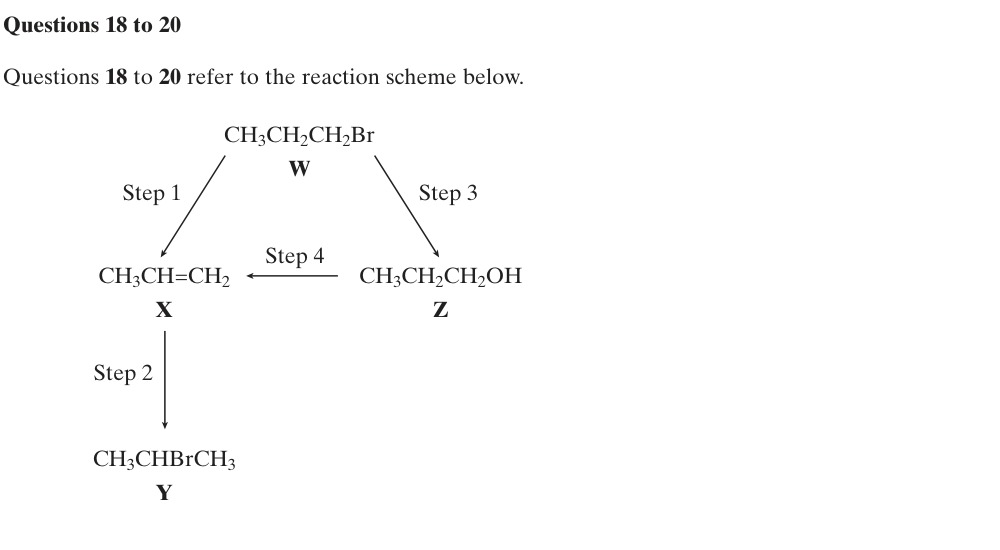 Questions 18 to 20
Questions 18 to 20 refer to the reaction scheme below.
CH₃CH₂CH₂Br
W
Step 1
Step 3
Step 4
CH₃CH=CH₂
CH₃CH₂CH₂OH
X
Z
Step 2
CH₃CHBrCH₃
Y